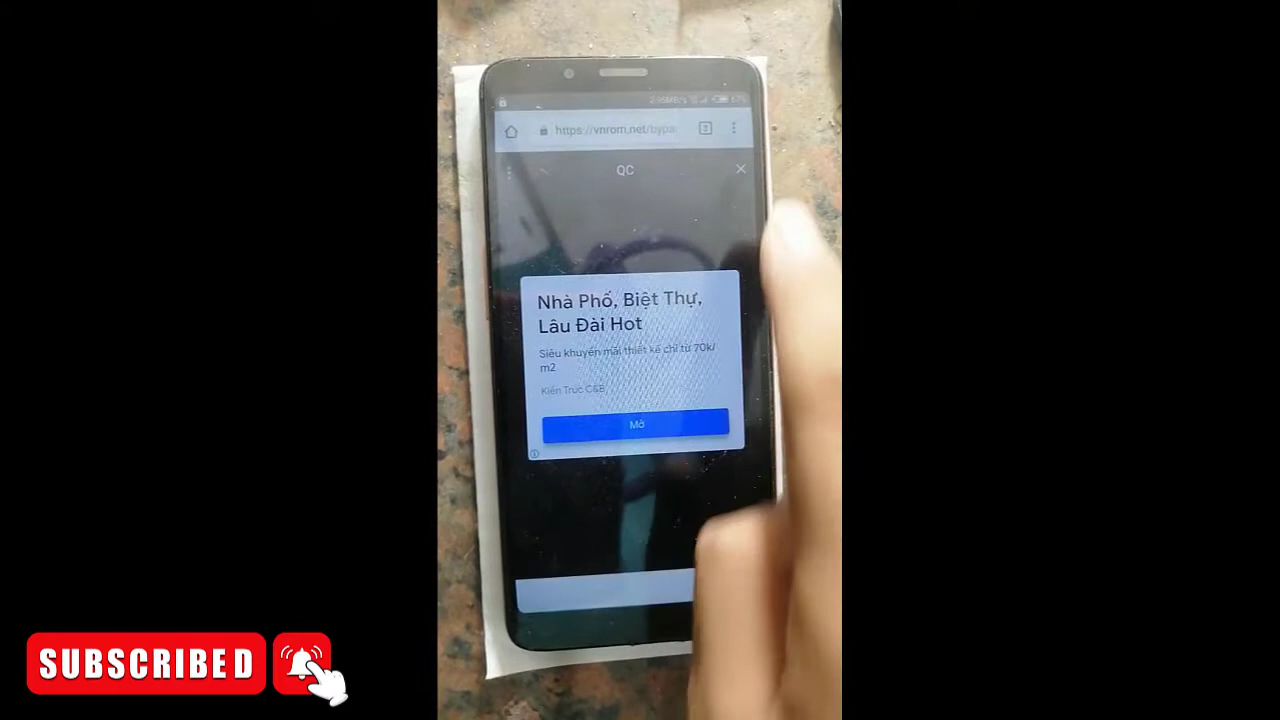 https://vnrom.net/bypa
2
QC
Nhà Phố, Biệt Thự,
Lâu Đài Hot
Siêu khuyến mãi thiết kế chỉ từ 70k/
m2
Kiến Trúc C&B
Mở
SUBSCRIBED